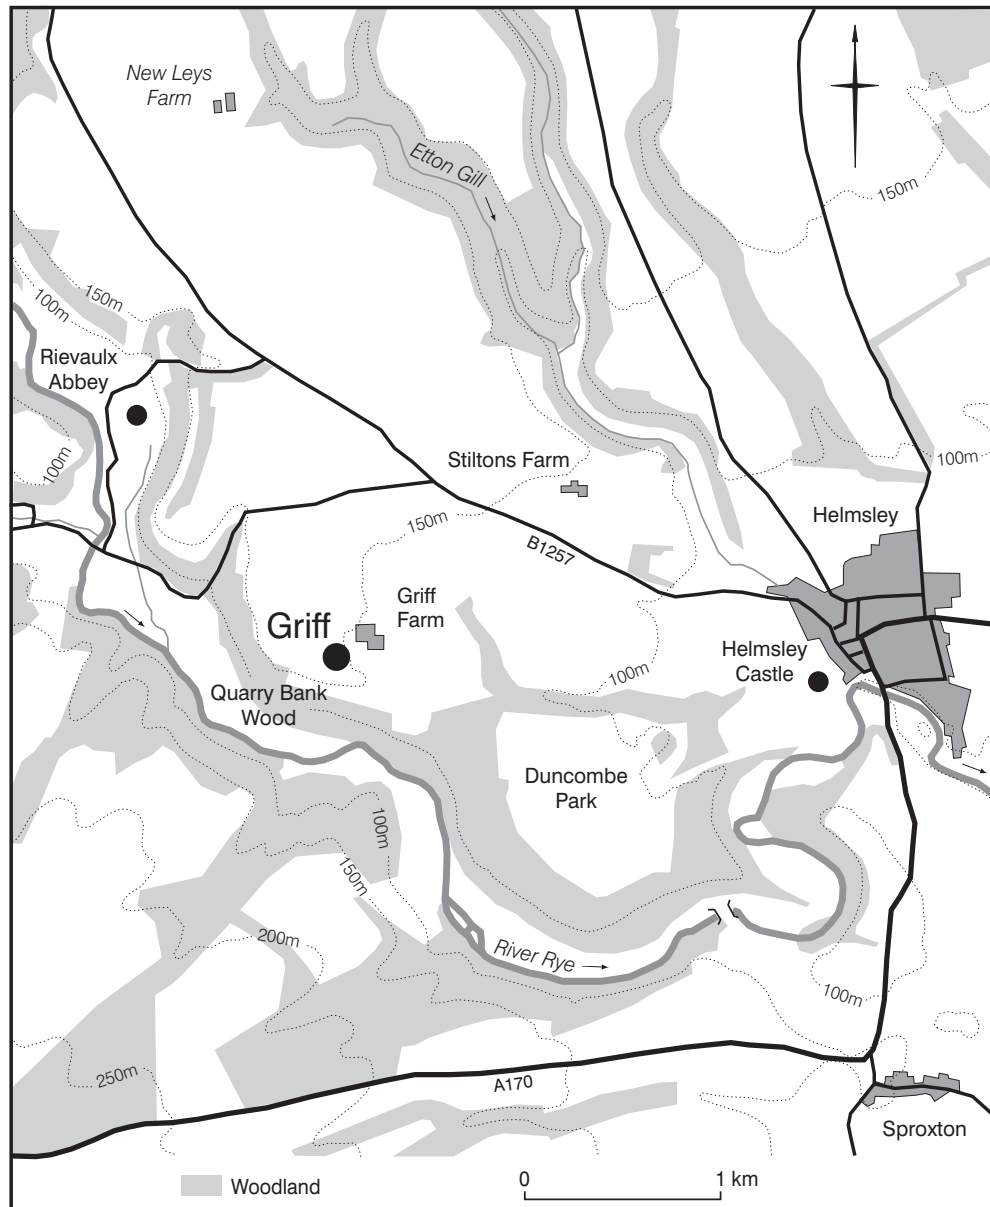 New Leys
Farm
Etton Gill
150m
150m
100m
Rievaulx
Abbey
100m
Stiltons Farm
100m
150m
Helmsley
B1257
Griff
Griff
Farm
Helmsley
Castle
100m
Quarry Bank
Wood
Duncombe
Park
100m
150m
200m
River Rye
100m
250m
A170
Sproxton
Woodland
0 1 km